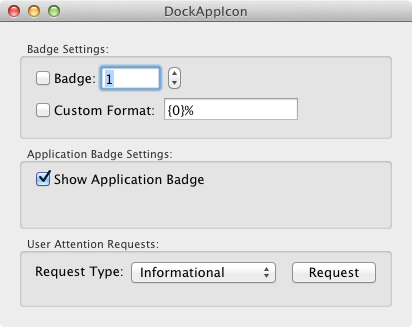 DockAppIcon
Badge Settings:
Badge: 1
Custom Format: {0}%
Application Badge Settings:
Show Application Badge
User Attention Requests:
Request Type: Informational Request